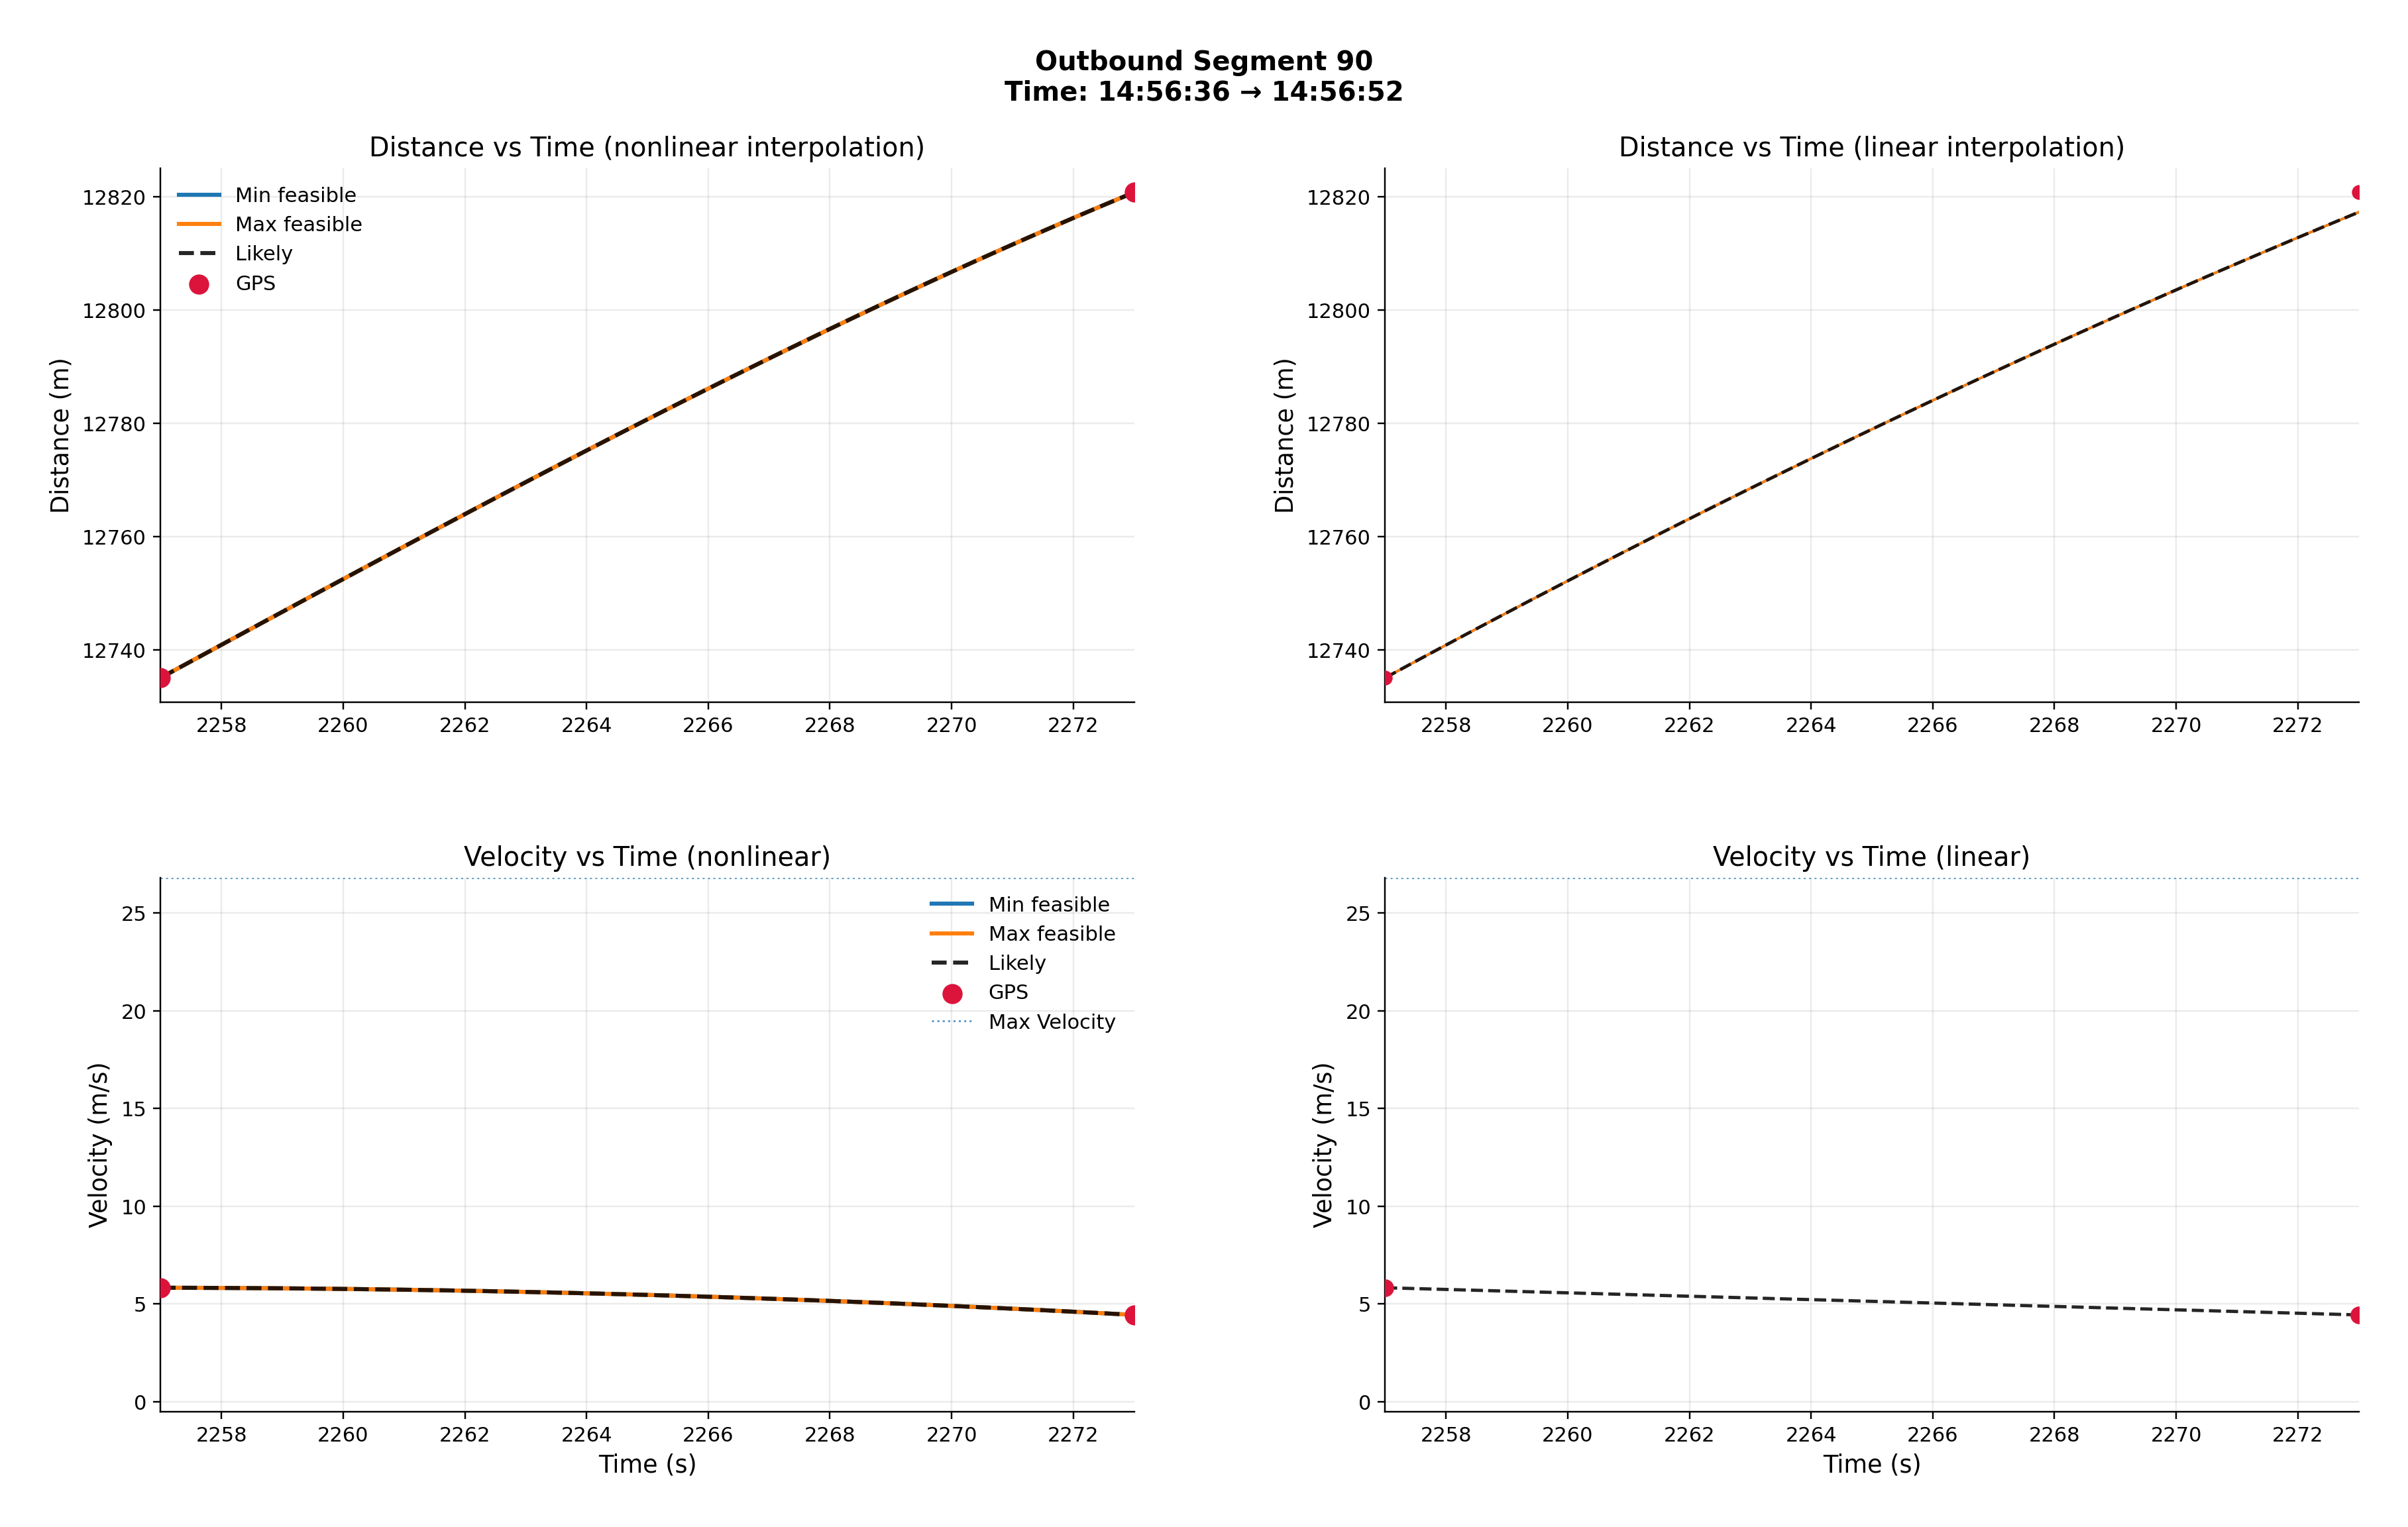 Outbound Segment 90
Time: 14:56:36 → 14:56:52
Distance vs Time (nonlinear interpolation)
Distance (m)
12820
12800
12780
12760
12740
Min feasible
Max feasible
Likely
GPS
2258 2260 2262 2264 2266 2268 2270 2272
Distance vs Time (linear interpolation)
Distance (m)
12820
12800
12780
12760
12740
2258 2260 2262 2264 2266 2268 2270 2272
Velocity vs Time (nonlinear)
Velocity (m/s)
25
20
15
10
5
0
Min feasible
Max feasible
Likely
GPS
Max Velocity
2258 2260 2262 2264 2266 2268 2270 2272
Time (s)
Velocity vs Time (linear)
Velocity (m/s)
25
20
15
10
5
0
2258 2260 2262 2264 2266 2268 2270 2272
Time (s)